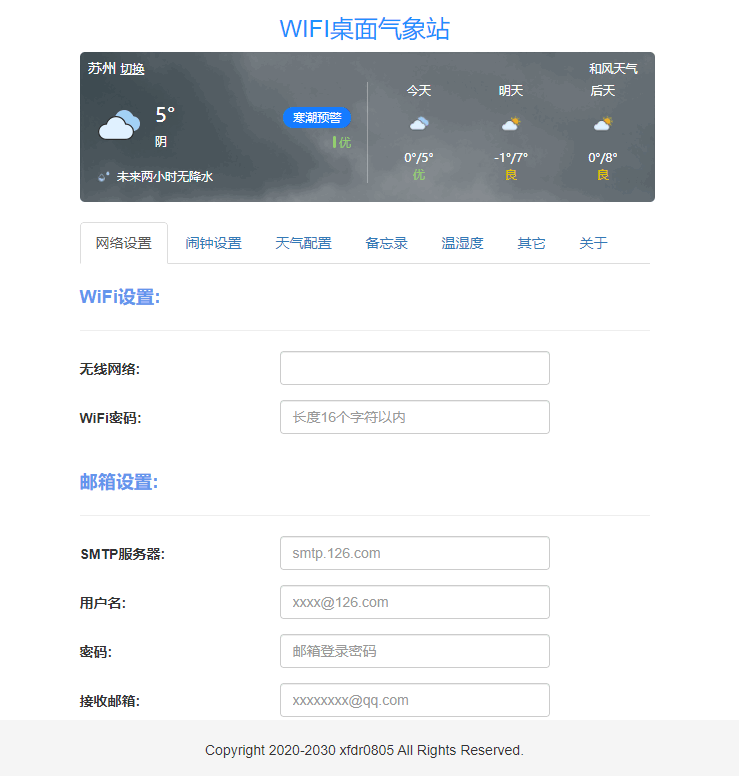 WIFI桌面气象站
苏州 切换
和风天气
5°
阴
寒潮预警
优
未来两小时无降水
今天 明天 后天
0°/5° -1°/7° 0°/8°
优 良 良
网络设置 闹钟设置 天气配置 备忘录 温湿度 其它 关于
WiFi设置:
无线网络:
WiFi密码: 长度16个字符以内
邮箱设置:
SMTP服务器: smtp.126.com
用户名: xxxx@126.com
密码: 邮箱登录密码
接收邮箱: xxxxxxxx@qq.com
Copyright 2020-2030 xfdr0805 All Rights Reserved.